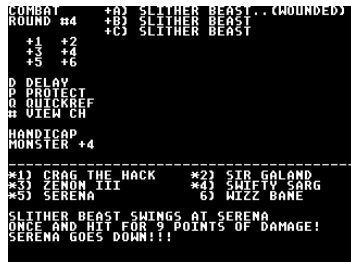 COMBAT +A) SLITHER BEAST..(WOUNDED)
ROUND #4 +B) SLITHER BEAST
+C) SLITHER BEAST
+1 +2
+3 +4
+5 +6
D DELAY
P PROTECT
Q QUICKREF
# VIEW CH
HANDICAP
MONSTER +4
*1) CRAG THE HACK *2) SIR GALAND
*3) ZENON III *4) SWIFTY SARG
*5) SERENA 6) WIZZ BANE
SLITHER BEAST SWINGS AT SERENA
ONCE AND HIT FOR 9 POINTS OF DAMAGE!
SERENA GOES DOWN!!!